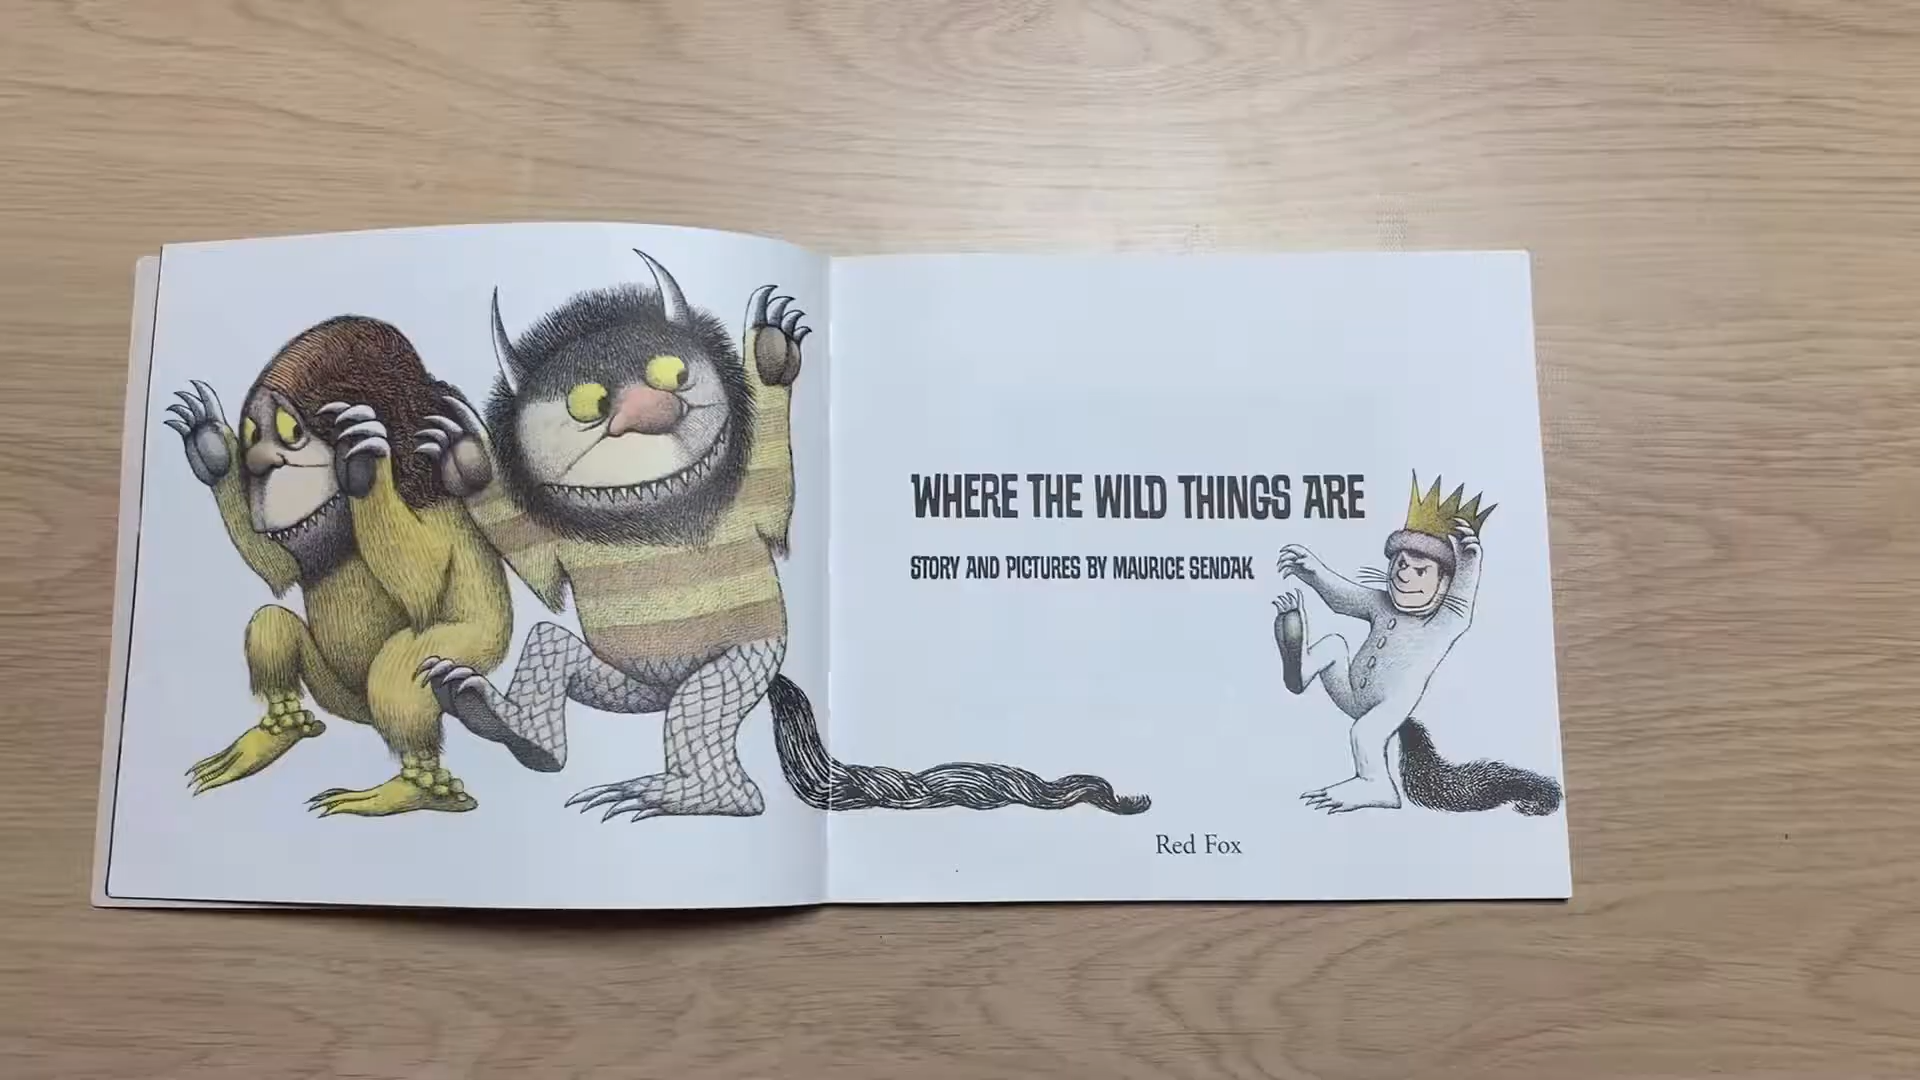 WHERE THE WILD THINGS ARE
STORY AND PICTURES BY MAURICE SENDAK
Red Fox